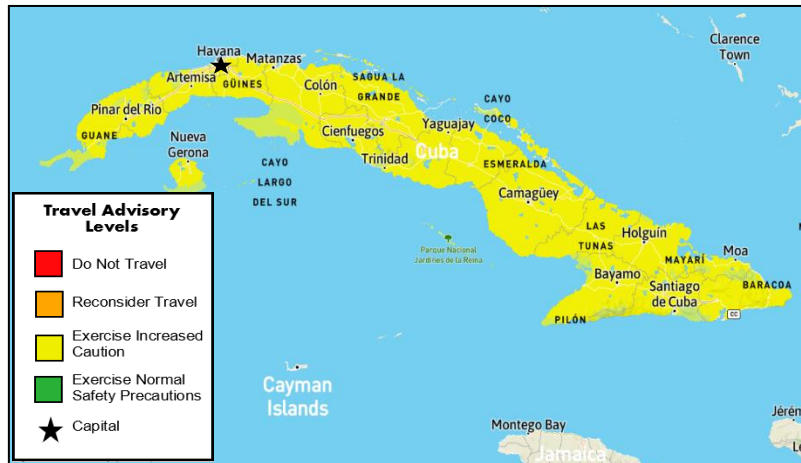 Clarence
Town
Havana
Matanzas
Artemisa
GÜINES
Colón
SAGUA LA
GRANDE
CAYO
COCO
Pinar del Rio
GUANE
Nueva
Gerona
Cienfuegos
Yaguajay
Cuba
Trinidad
ESMERALDA
CAYO
LARGO
DEL SUR
Camagüey
Parque Nacional
Jardines de la Reina
LAS
TUNAS
Holguín
MAYARÍ
Moa
BARACOA
Bayamo
Santiago
de Cuba
PILÓN
CC
Travel Advisory
Levels
Do Not Travel
Reconsider Travel
Exercise Increased
Caution
Exercise Normal
Safety Precautions
Capital
Cayman
Islands
Montego Bay
Jamaica
Jérém